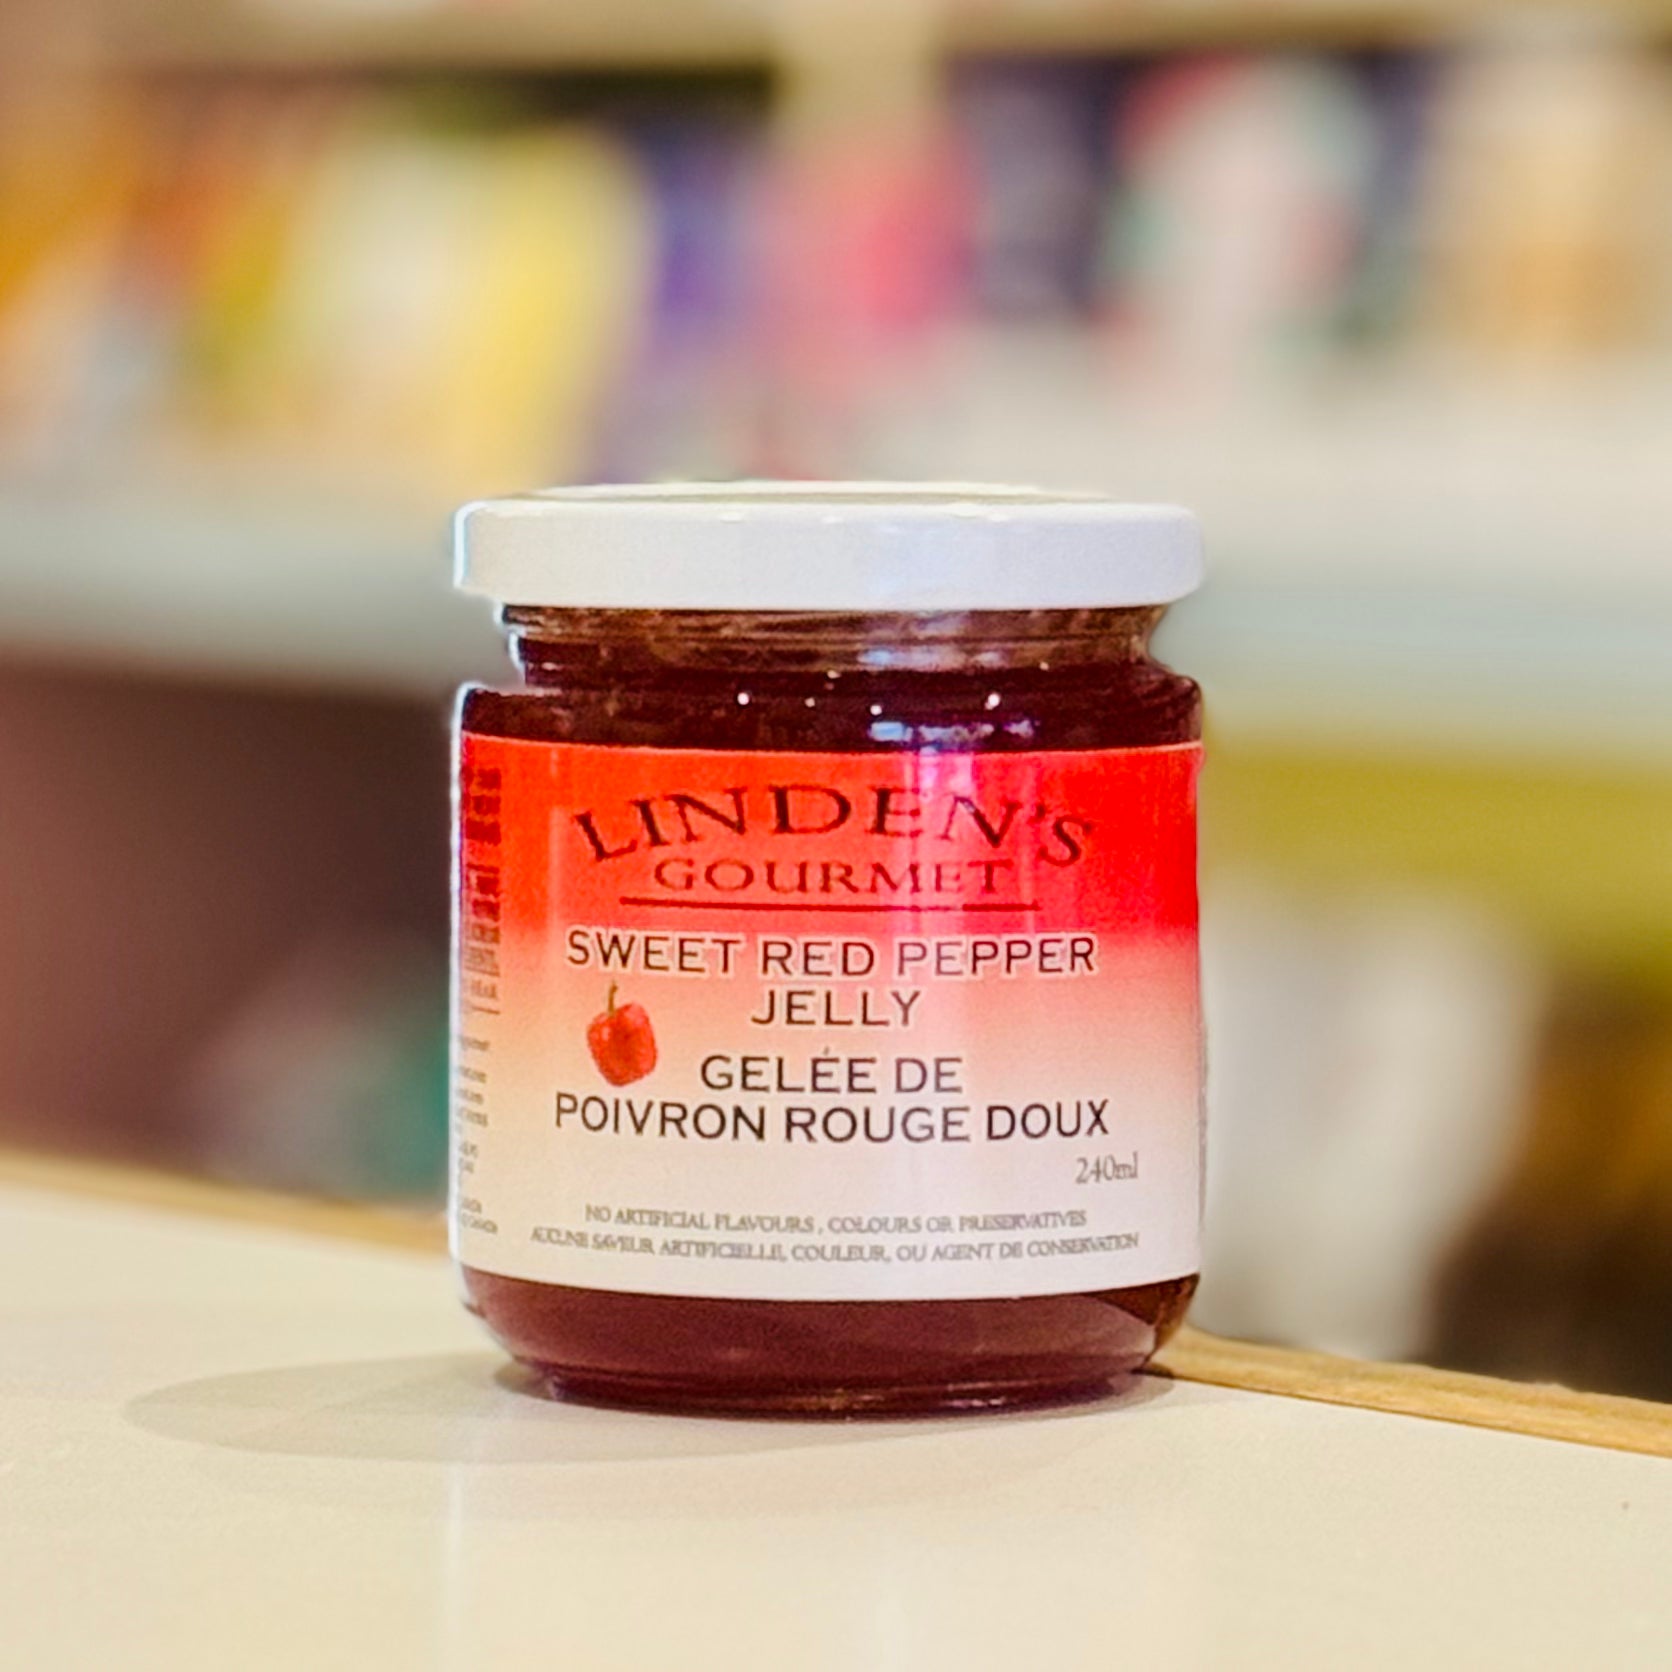 LINDEN'S
GOURMET
SWEET RED PEPPER
JELLY
GELÉE DE
POIVRON ROUGE DOUX
240ml
NO ARTIFICIAL FLAVOURS, COLOURS OR PRESERVATIVES
AUCUNE SAVEUR ARTIFICIELLE, COULEUR, OU AGENT DE CONSERVATION